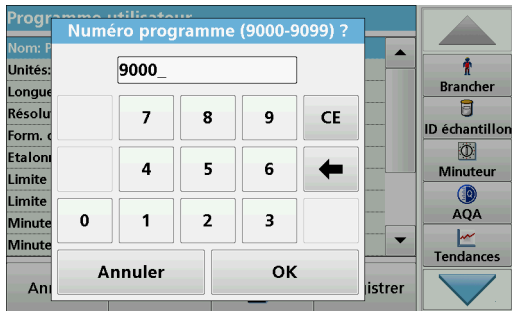 Programme utilisateur
Numéro programme (9000-9099) ?
9000_
7 8 9 CE
4 5 6
0 1 2 3
Annuler OK
Nom: P
Unités:
Longue
Résolu
Form. d
Etalonn
Limite
Limite
Minute
Minute
An
istrer
Brancher
ID échantillon
Minuteur
AQA
Tendances